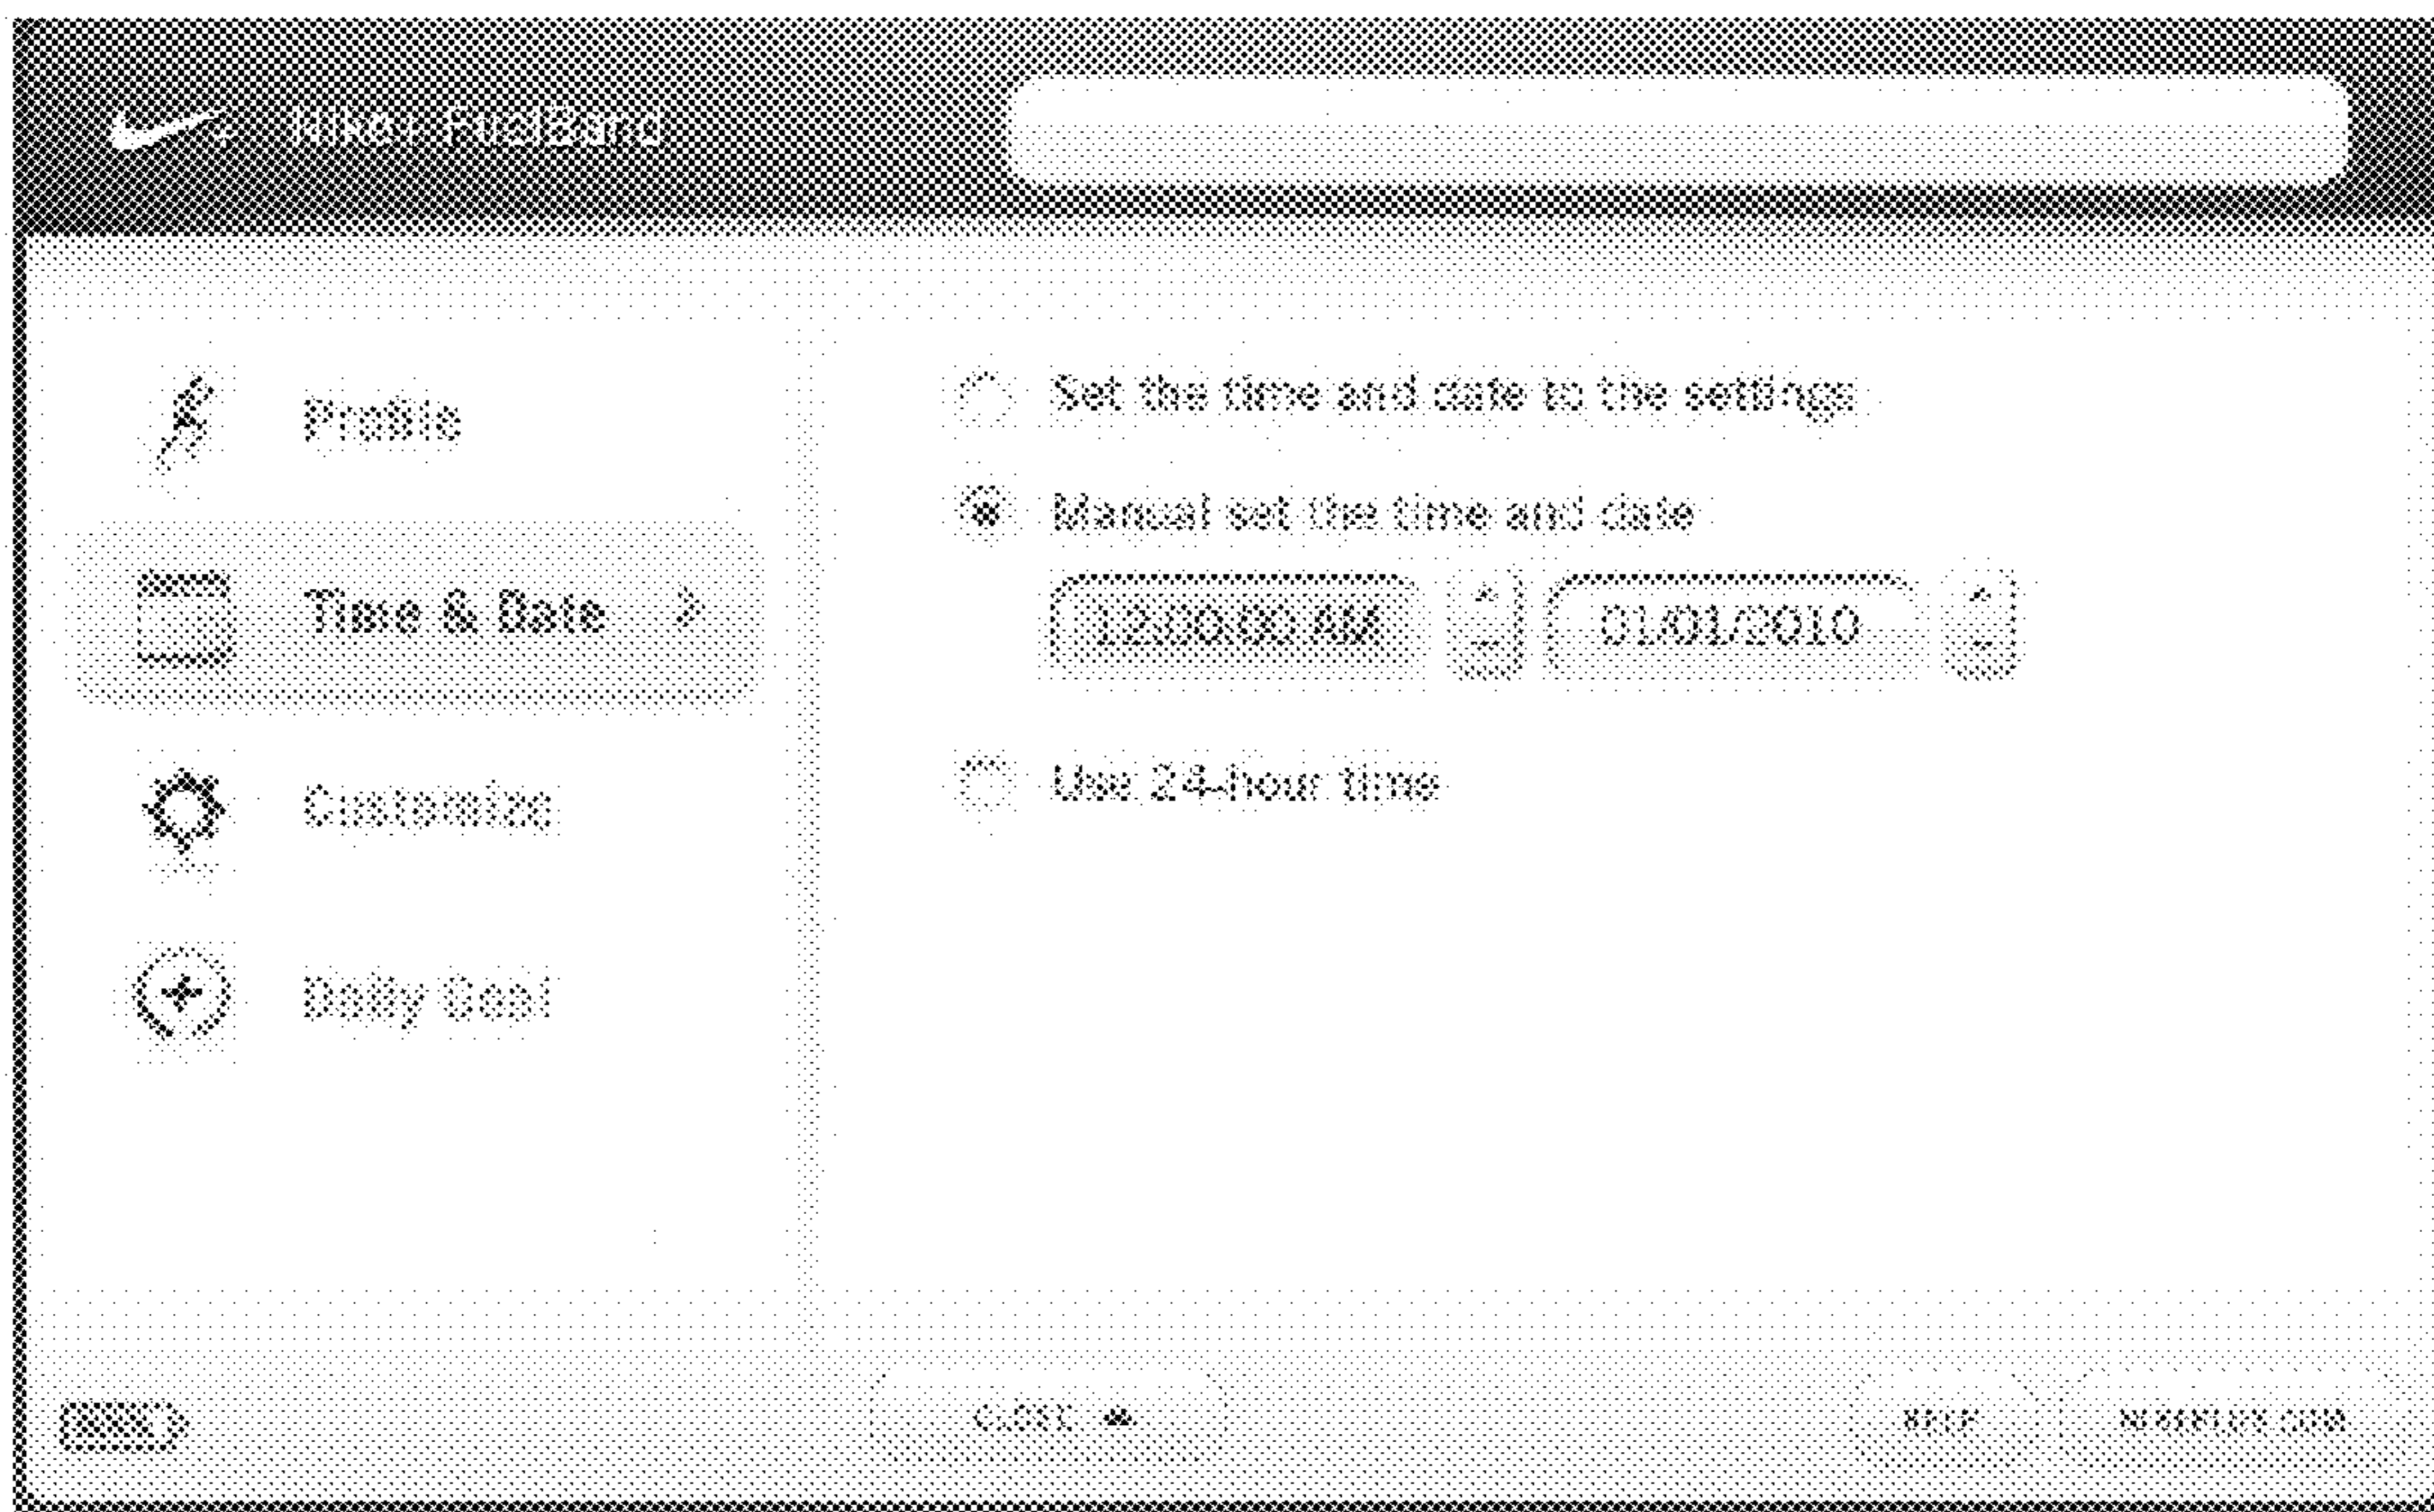 Nike+ FuelBand
Profile
Time & Date
Customize
Daily Goal
Set the time and date to the settings
Manual set the time and date
12:00:00 AM 01/01/2010
Use 24-hour time
CLOSE
HELP